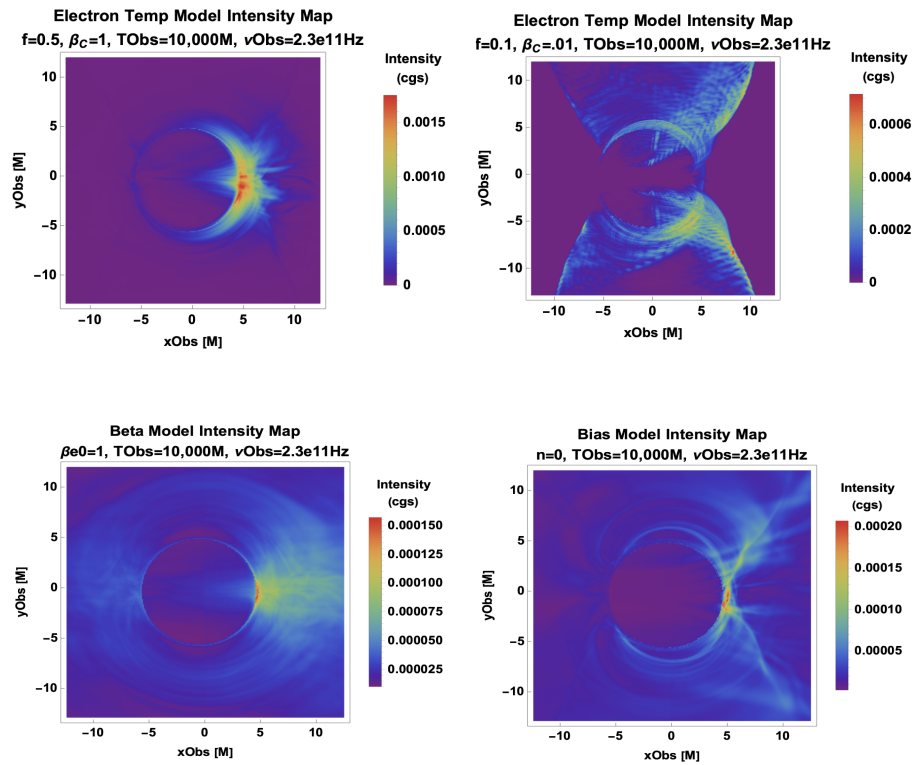 Electron Temp Model Intensity Map
f=0.5, βC=1, TObs=10,000M, νObs=2.3e11Hz
Intensity
(cgs)
0.0015
0.0010
0.0005
0
10
5
0
−5
−10
yObs [M]
−10 −5 0 5 10
xObs [M]
Electron Temp Model Intensity Map
f=0.1, βC=.01, TObs=10,000M, νObs=2.3e11Hz
Intensity
(cgs)
0.0006
0.0004
0.0002
0
10
5
0
−5
−10
yObs [M]
−10 −5 0 5 10
xObs [M]
Beta Model Intensity Map
βe0=1, TObs=10,000M, νObs=2.3e11Hz
Intensity
(cgs)
0.000150
0.000125
0.000100
0.000075
0.000050
0.000025
10
5
0
−5
−10
yObs [M]
−10 −5 0 5 10
xObs [M]
Bias Model Intensity Map
n=0, TObs=10,000M, νObs=2.3e11Hz
Intensity
(cgs)
0.00020
0.00015
0.00010
0.00005
10
5
0
−5
−10
yObs [M]
−10 −5 0 5 10
xObs [M]